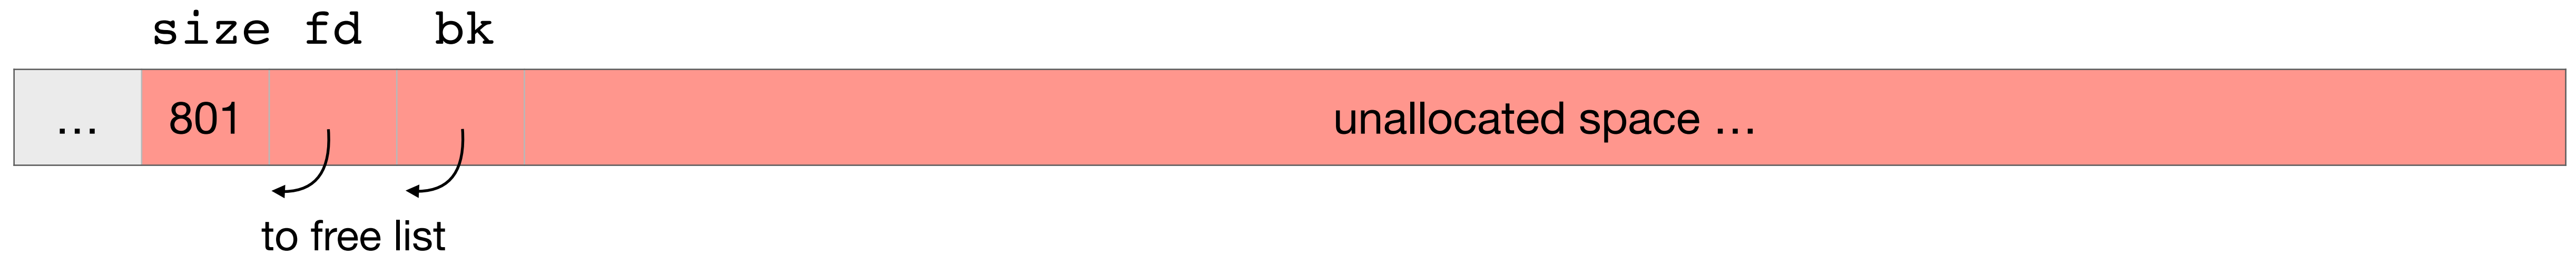 size fd bk
… 801 unallocated space …
to free list